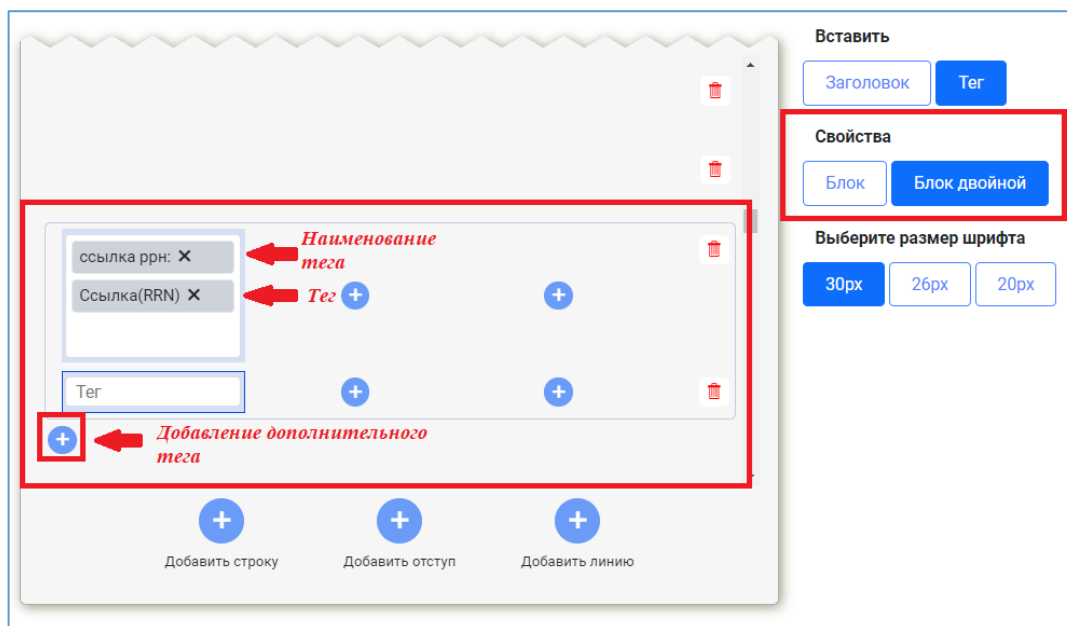 Вставить
Заголовок
Тег
Свойства
Блок
Блок двойной
Выберите размер шрифта
30px
26px
20px
ссылка ррн: ✕
Ссылка(RRN) ✕
Наименование
тега
Тег
Тег
Добавление дополнительного
тега
Добавить строку
Добавить отступ
Добавить линию